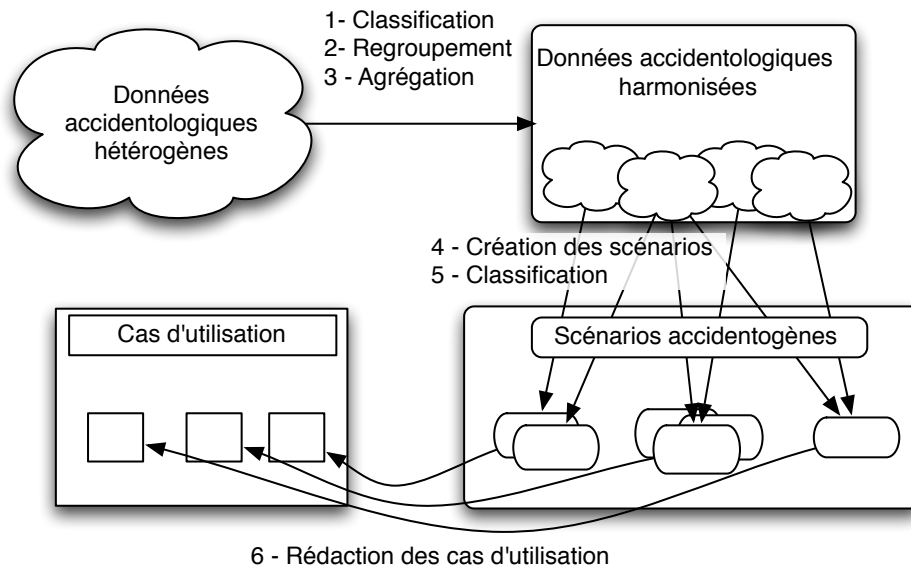 1- Classification
2- Regroupement
3 - Agrégation
Données
accidentologiques
hétérogènes
Données accidentologiques
harmonisées
4 - Création des scénarios
5 - Classification
Cas d'utilisation
Scénarios accidentogènes
6 - Rédaction des cas d'utilisation